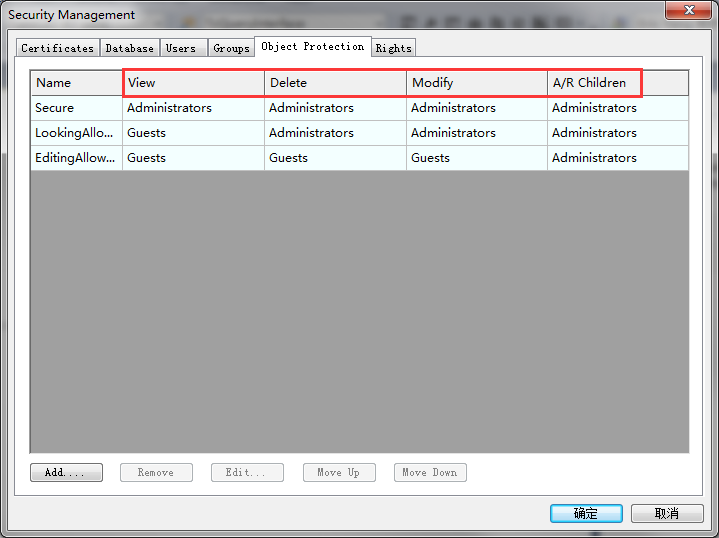 Security Management
Certificates Database Users Groups Object Protection Rights
Name View Delete Modify A/R Children
Secure Administrators Administrators Administrators Administrators
LookingAllo... Guests Administrators Administrators Administrators
EditingAllow... Guests Guests Guests Administrators
Add.... Remove Edit... Move Up Move Down
确定 取消